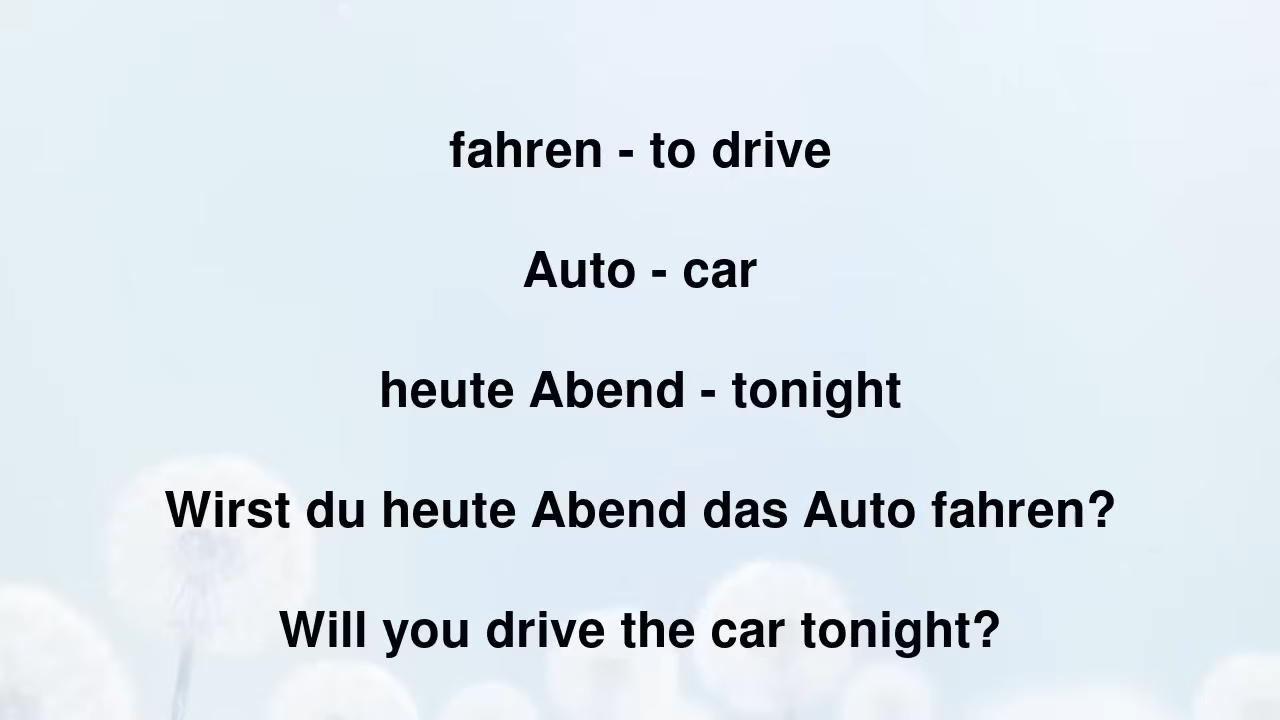 fahren - to drive
Auto - car
heute Abend - tonight
Wirst du heute Abend das Auto fahren?
Will you drive the car tonight?